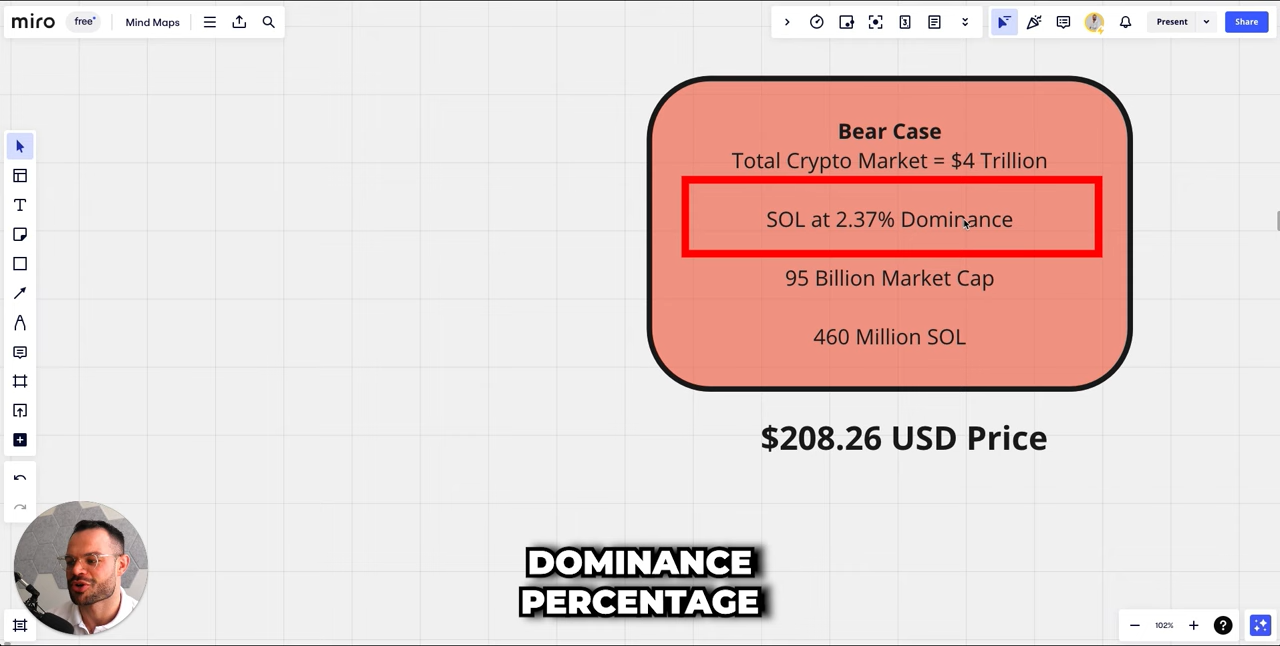 miro free Mind Maps
3
Present Share
Bear Case
Total Crypto Market = $4 Trillion
SOL at 2.37% Dominance
95 Billion Market Cap
460 Million SOL
$208.26 USD Price
DOMINANCE
PERCENTAGE
102% ?